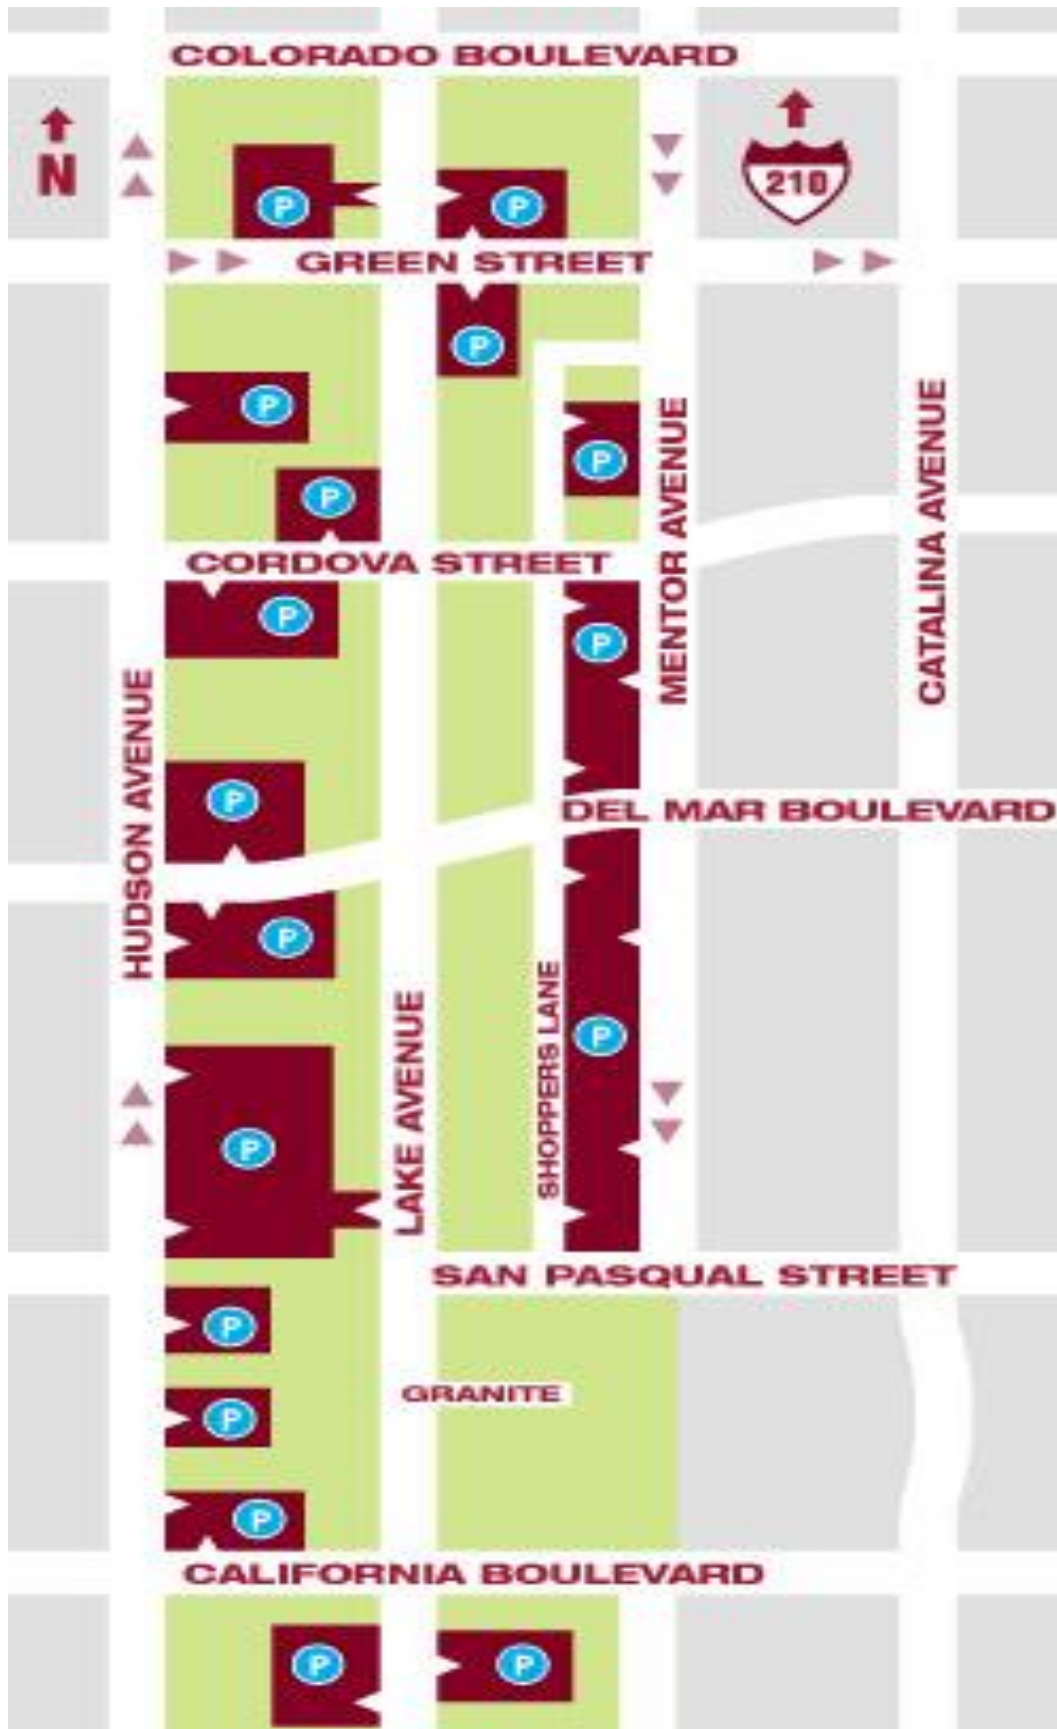 COLORADO BOULEVARD
N
210
P
P
GREEN STREET
P
P
P
P
MENTOR AVENUE
CATALINA AVENUE
CORDOVA STREET
P
P
HUDSON AVENUE
P
DEL MAR BOULEVARD
P
LAKE AVENUE
SHOPPERS LANE
P
P
SAN PASQUAL STREET
P
GRANITE
P
P
CALIFORNIA BOULEVARD
P
P